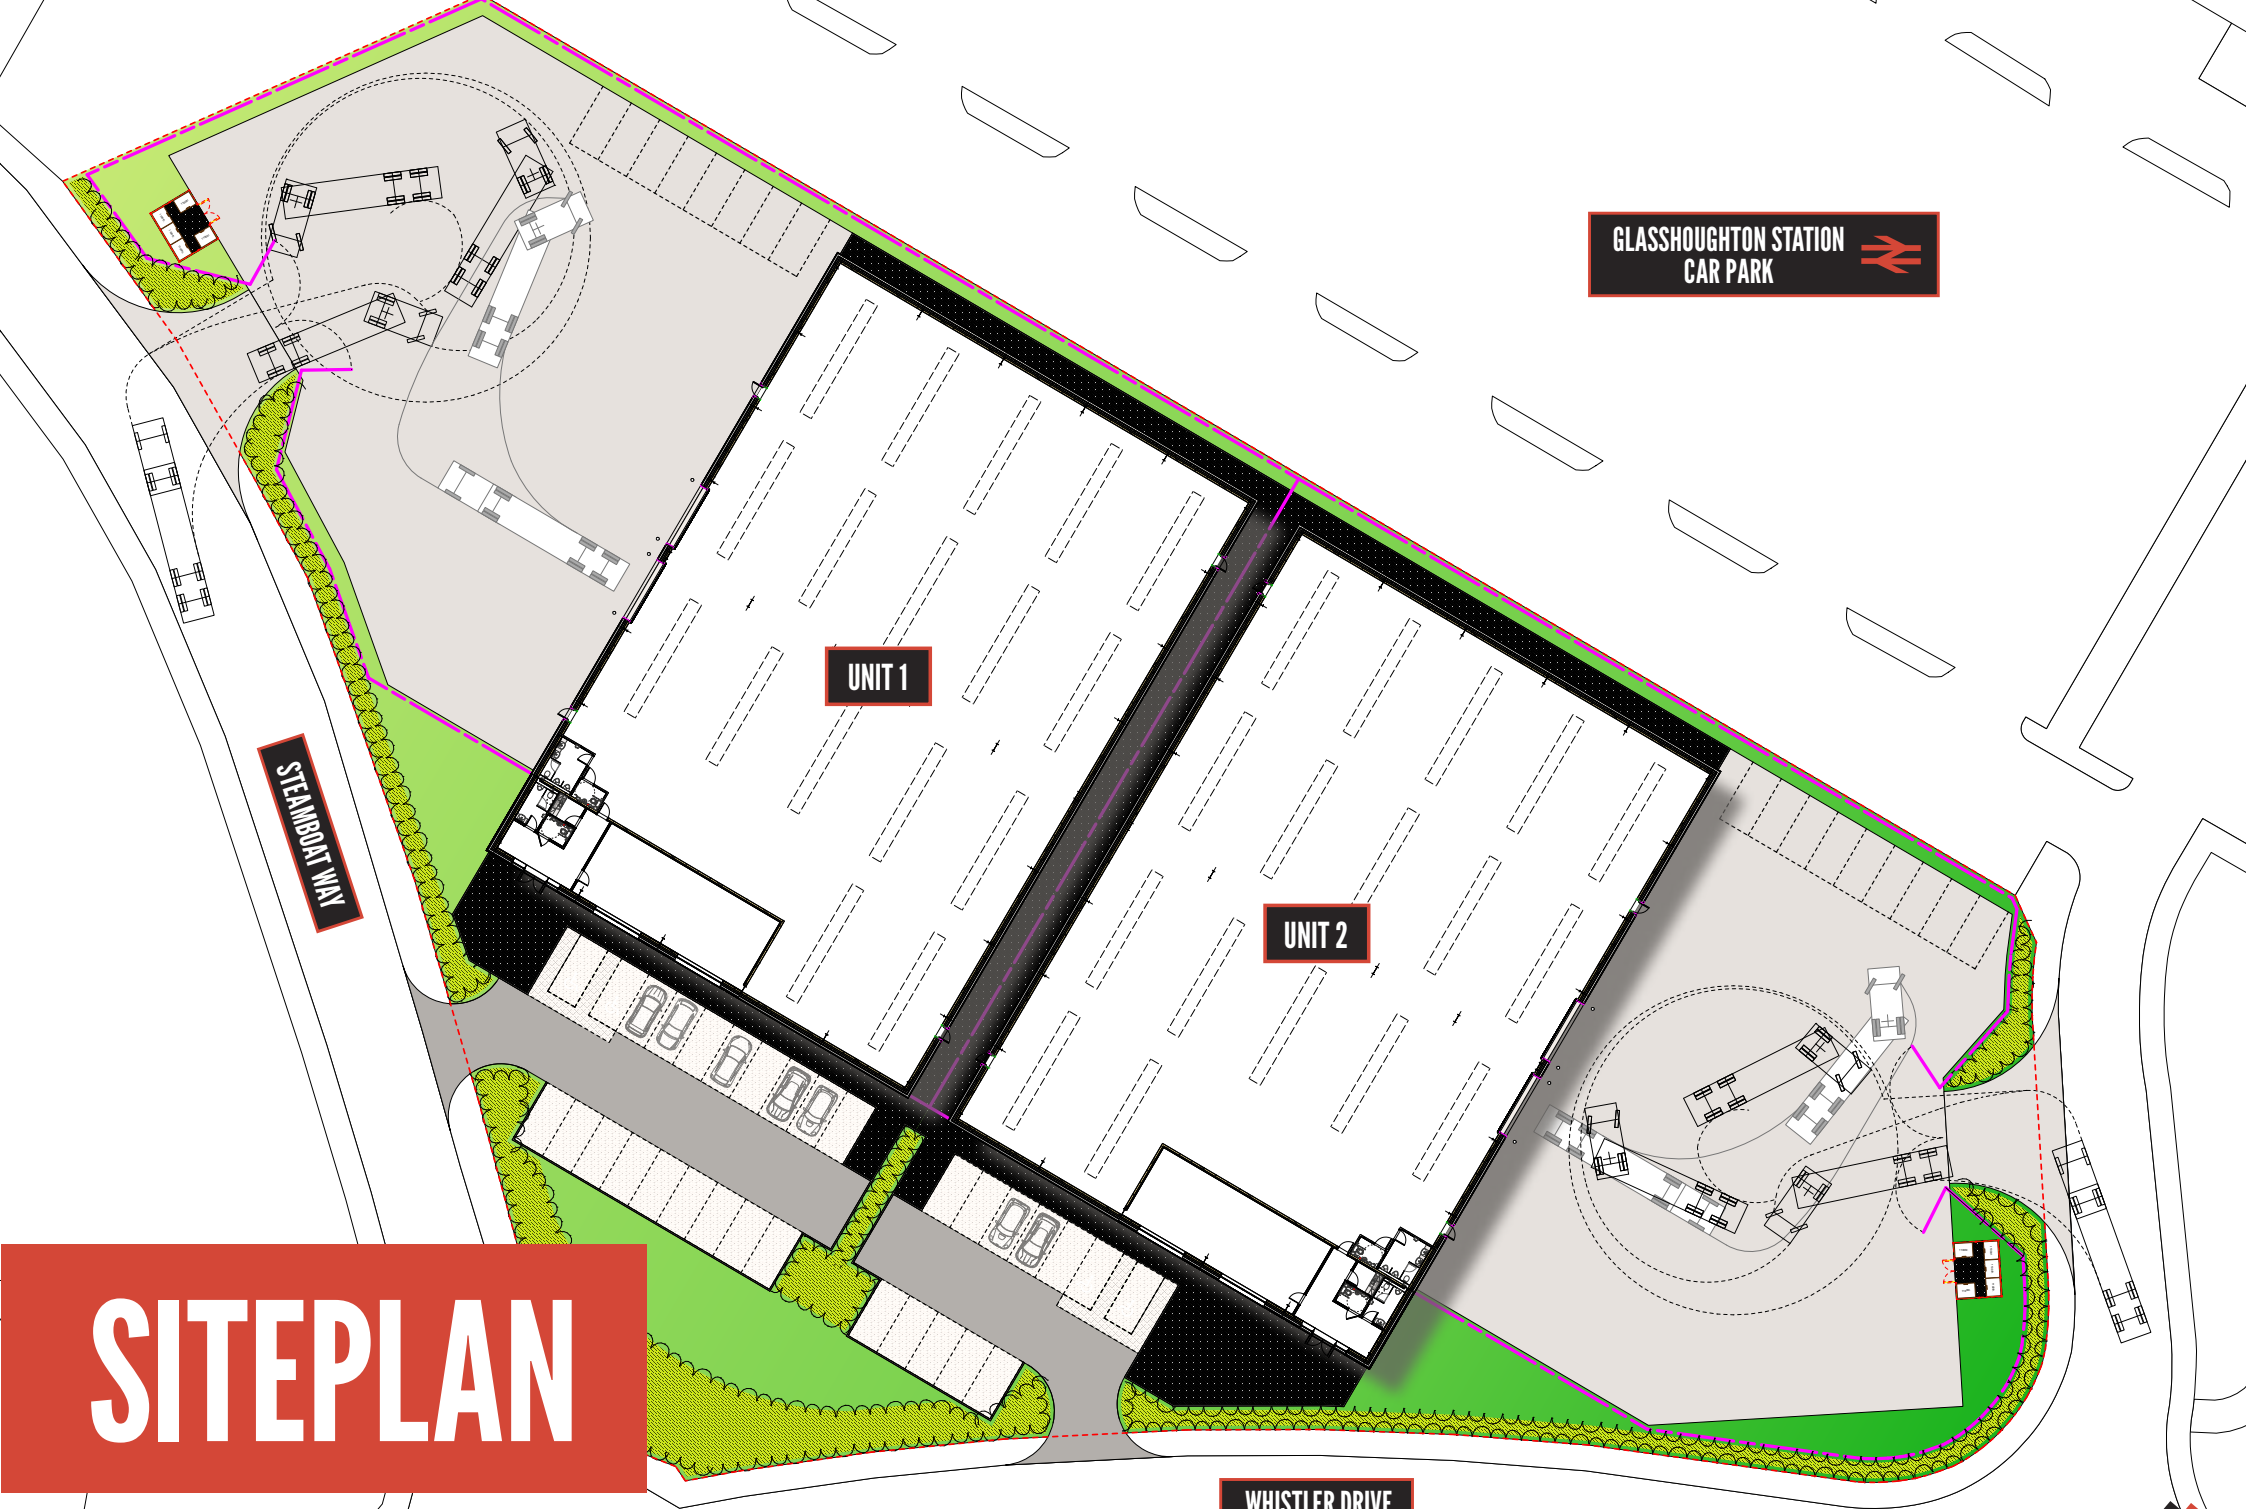 GLASSHOUGHTON STATION
CAR PARK
UNIT 1
STEAMBOAT WAY
UNIT 2
SITEPLAN
WHISTLER DRIVE